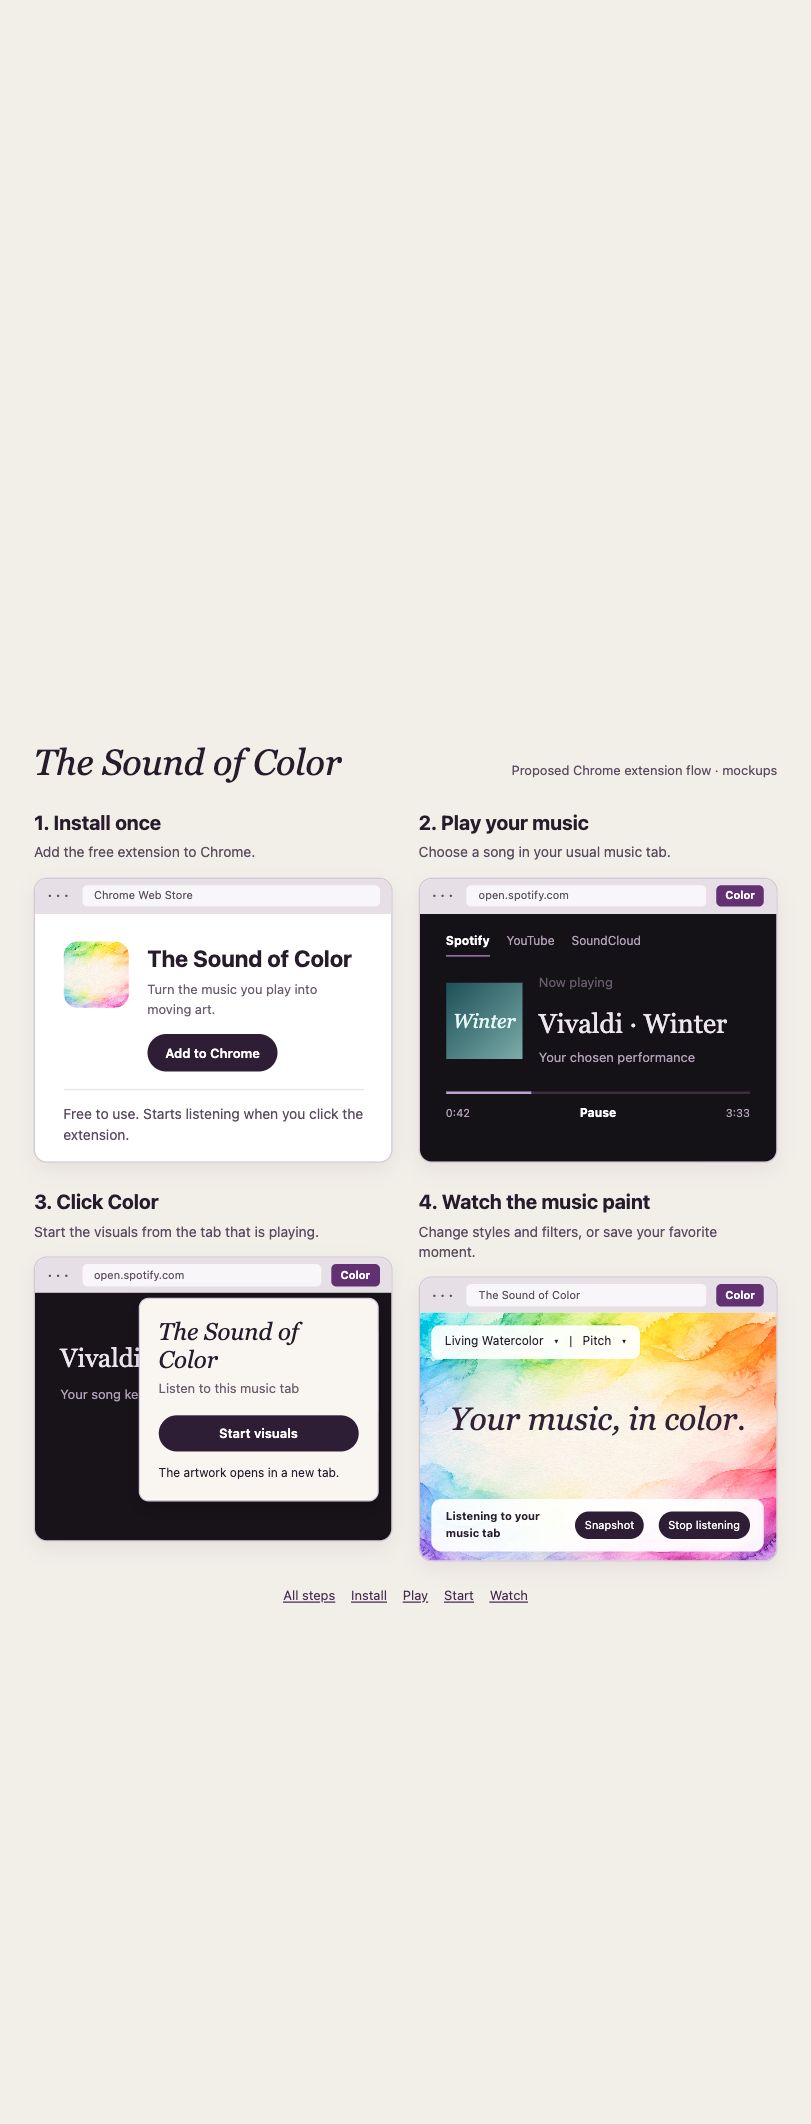 The Sound of Color
Proposed Chrome extension flow · mockups
1. Install once
Add the free extension to Chrome.
Chrome Web Store
The Sound of Color
Turn the music you play into
moving art.
Add to Chrome
Free to use. Starts listening when you click the
extension.
2. Play your music
Choose a song in your usual music tab.
open.spotify.com
Color
Spotify YouTube SoundCloud
Winter
Now playing
Vivaldi · Winter
Your chosen performance
0:42 Pause 3:33
3. Click Color
Start the visuals from the tab that is playing.
open.spotify.com
Color
Vivaldi
Your song ke
The Sound of
Color
Listen to this music tab
Start visuals
The artwork opens in a new tab.
4. Watch the music paint
Change styles and filters, or save your favorite
moment.
The Sound of Color
Color
Living Watercolor ▾ | Pitch ▾
Your music, in color.
Listening to your
music tab
Snapshot
Stop listening
All steps Install Play Start Watch